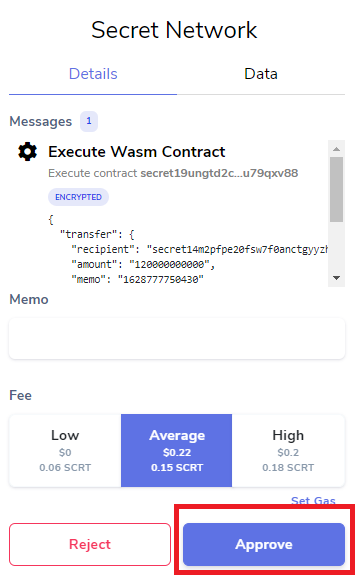 Secret Network
Details Data
Messages 1
Execute Wasm Contract
Execute contract secret19ungtd2c...u79qxv88
ENCRYPTED
{
"transfer": {
"recipient": "secret14m2pfpe20fsw7f0anctgyyzh
"amount": "120000000000",
"memo": "1628777750430"
Memo
Fee
Low Average High
$0 $0.22 $0.2
0.06 SCRT 0.15 SCRT 0.18 SCRT
Set Gas
Reject Approve